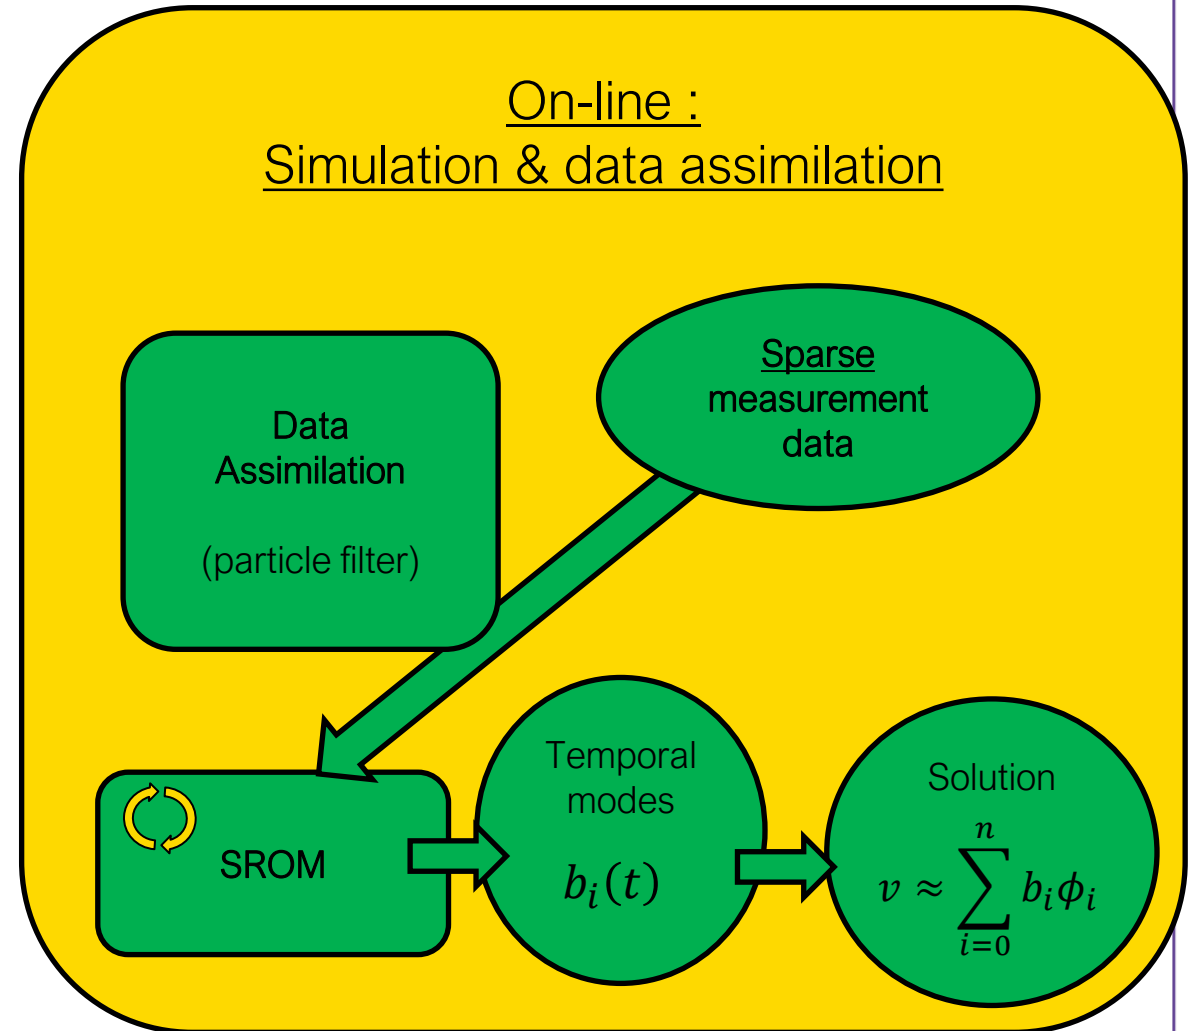 On-line :
Simulation & data assimilation
Sparse
measurement
data
Data
Assimilation
(particle filter)
SROM
Temporal
modes
b_i(t)
Solution
v ≈ \sum_{i=0}^{n} b_i ϕ_i